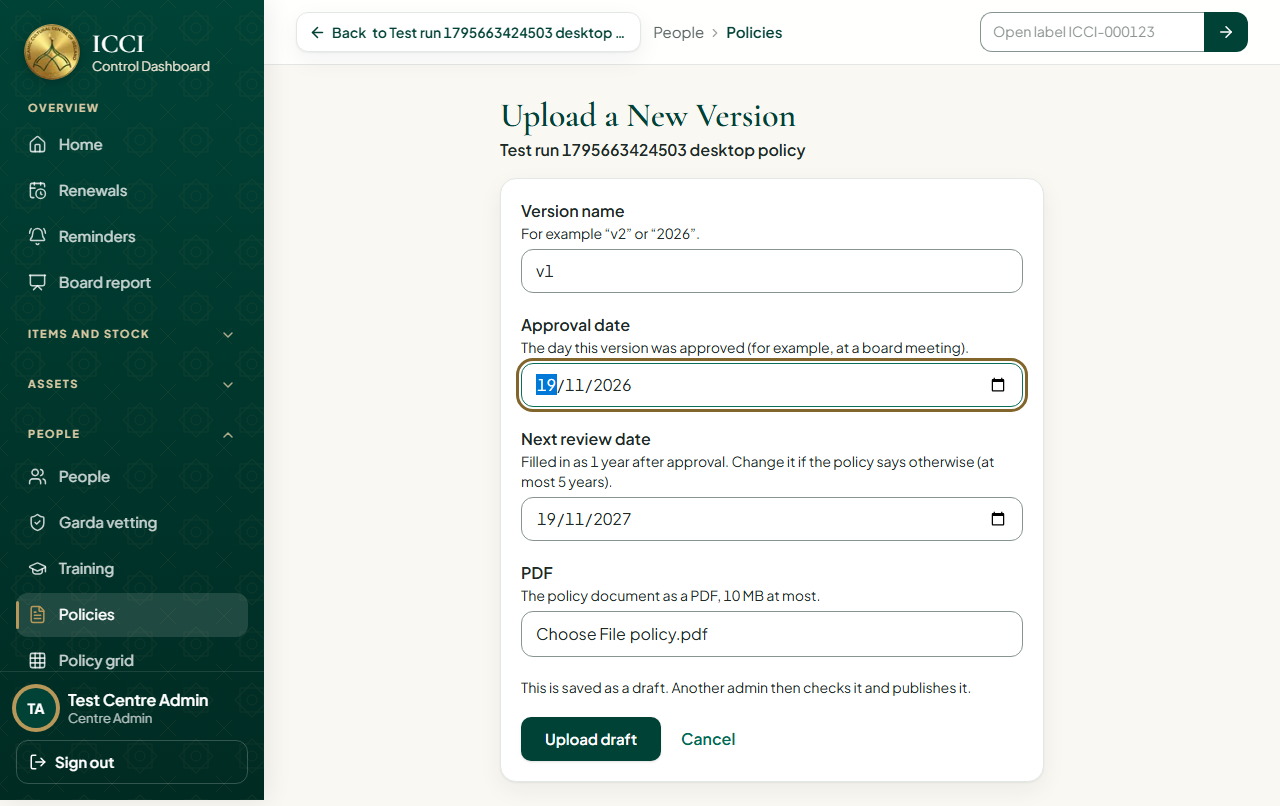 ICCI
Control Dashboard
OVERVIEW
Home
Renewals
Reminders
Board report
ITEMS AND STOCK
ASSETS
PEOPLE
People
Garda vetting
Training
Policies
Policy grid
TA
Test Centre Admin
Centre Admin
Sign out
Back to Test run 1795663424503 desktop …
People › Policies
Open label ICCI-000123
Upload a New Version
Test run 1795663424503 desktop policy
Version name
For example “v2” or “2026”.
v1
Approval date
The day this version was approved (for example, at a board meeting).
19/11/2026
Next review date
Filled in as 1 year after approval. Change it if the policy says otherwise (at
most 5 years).
19/11/2027
PDF
The policy document as a PDF, 10 MB at most.
Choose File policy.pdf
This is saved as a draft. Another admin then checks it and publishes it.
Upload draft
Cancel